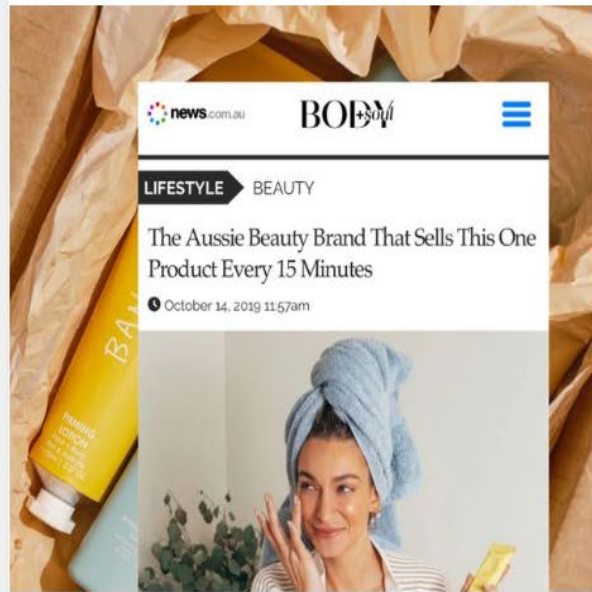 news.com.au
BODY+soul
LIFESTYLE BEAUTY
The Aussie Beauty Brand That Sells This One
Product Every 15 Minutes
October 14, 2019 11:57am
BAN
FIRMING
LOTION